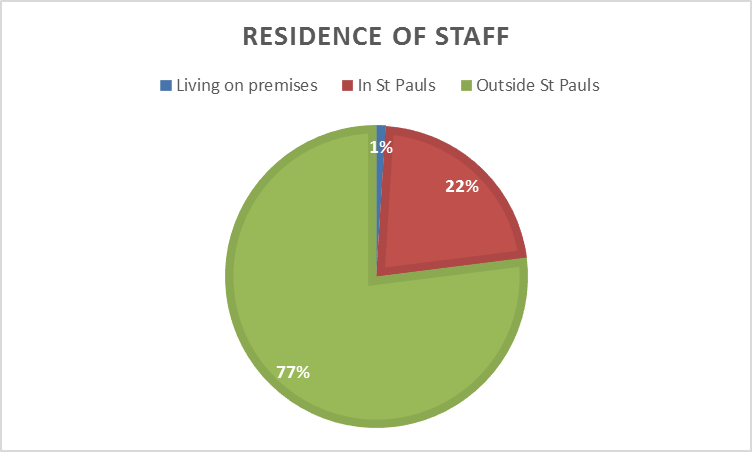 RESIDENCE OF STAFF
Living on premises In St Pauls Outside St Pauls
1%
22%
77%